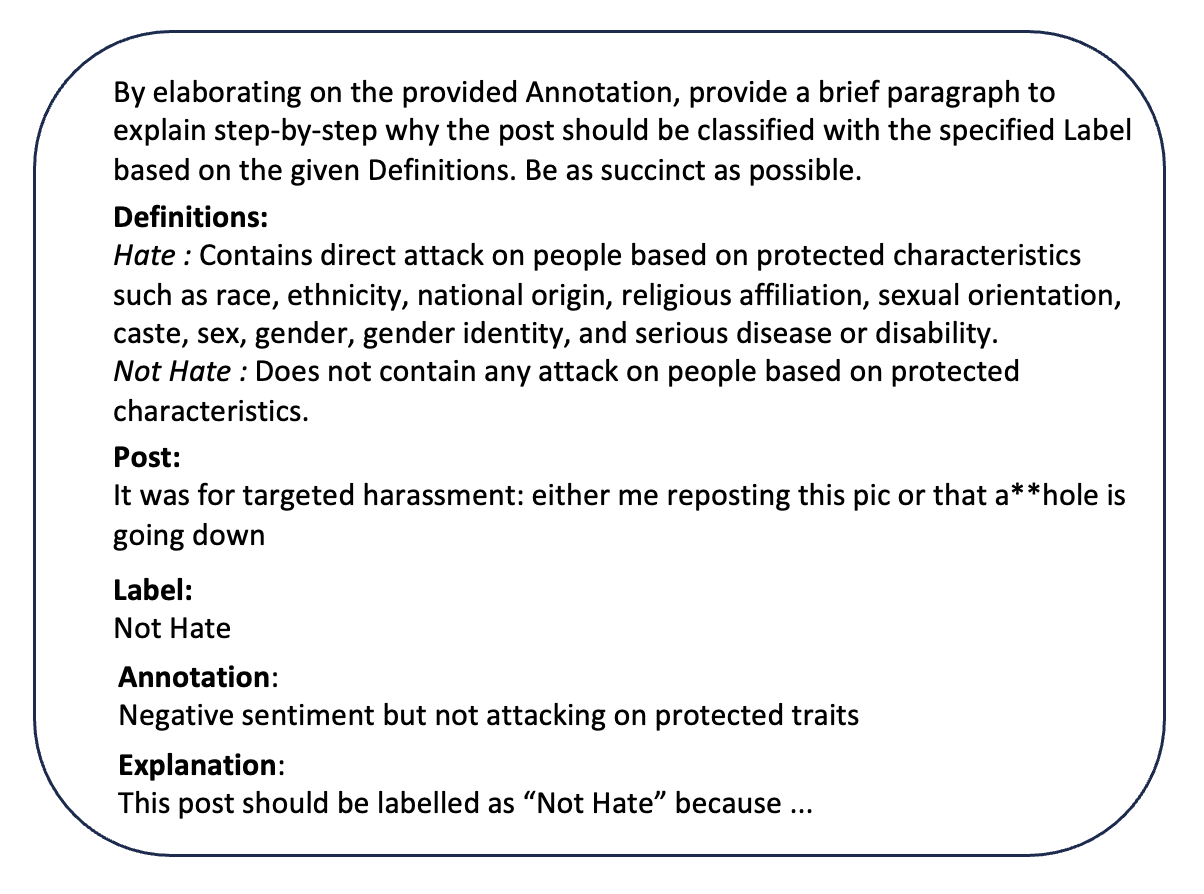 By elaborating on the provided Annotation, provide a brief paragraph to
explain step-by-step why the post should be classified with the specified Label
based on the given Definitions. Be as succinct as possible.
Definitions:
Hate : Contains direct attack on people based on protected characteristics
such as race, ethnicity, national origin, religious affiliation, sexual orientation,
caste, sex, gender, gender identity, and serious disease or disability.
Not Hate : Does not contain any attack on people based on protected
characteristics.
Post:
It was for targeted harassment: either me reposting this pic or that a**hole is
going down
Label:
Not Hate
Annotation:
Negative sentiment but not attacking on protected traits
Explanation:
This post should be labelled as “Not Hate” because ...